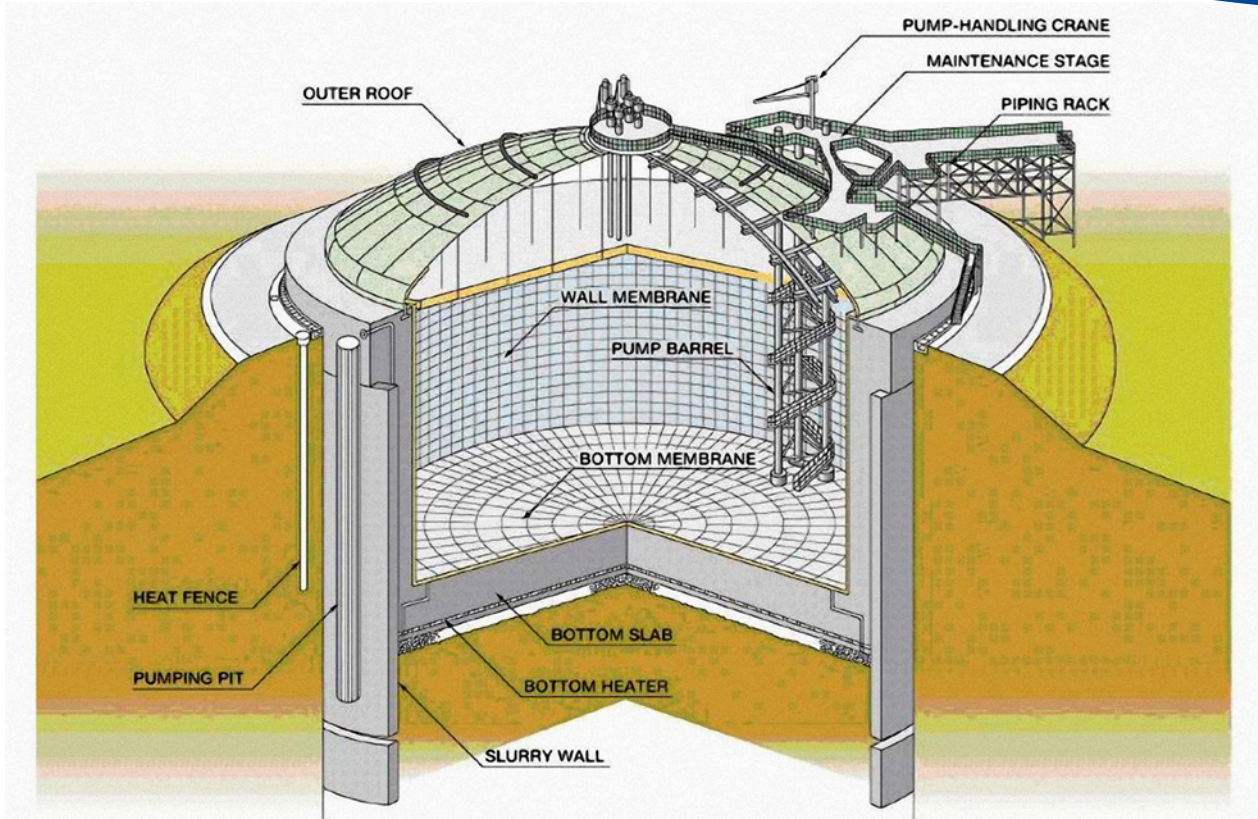 PUMP-HANDLING CRANE
MAINTENANCE STAGE
OUTER ROOF
PIPING RACK
WALL MEMBRANE
PUMP BARREL
BOTTOM MEMBRANE
HEAT FENCE
BOTTOM SLAB
PUMPING PIT
BOTTOM HEATER
SLURRY WALL